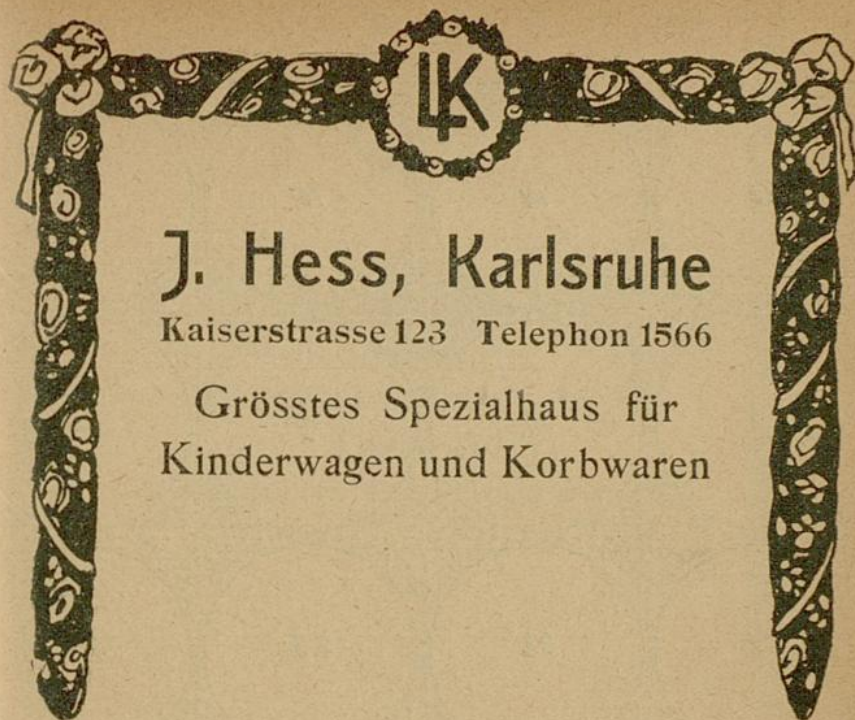 LK
J. Hess, Karlsruhe
Kaiserstrasse 123 Telephon 1566
Grösstes Spezialhaus für
Kinderwagen und Korbwaren